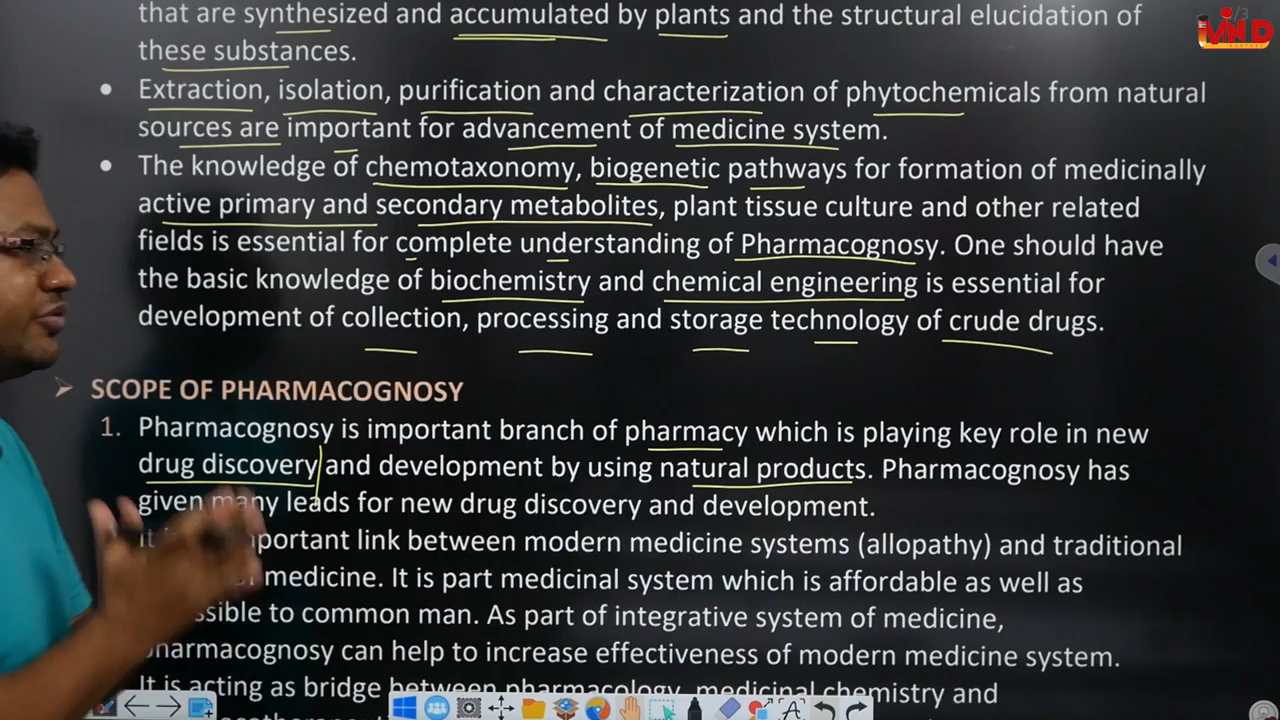 that are synthesized and accumulated by plants and the structural elucidation of
these substances.
• Extraction, isolation, purification and characterization of phytochemicals from natural
sources are important for advancement of medicine system.
• The knowledge of chemotaxonomy, biogenetic pathways for formation of medicinally
active primary and secondary metabolites, plant tissue culture and other related
fields is essential for complete understanding of Pharmacognosy. One should have
the basic knowledge of biochemistry and chemical engineering is essential for
development of collection, processing and storage technology of crude drugs.
SCOPE OF PHARMACOGNOSY
1. Pharmacognosy is important branch of pharmacy which is playing key role in new
drug discovery and development by using natural products. Pharmacognosy has
given many leads for new drug discovery and development.
link between modern medicine systems (allopathy) and traditional
medicine. It is part medicinal system which is affordable as well as
to common man. As part of integrative system of medicine,
pharmacognosy can help to increase effectiveness of modern medicine system.
It is acting as bridge between pharmacology, medicinal chemistry and